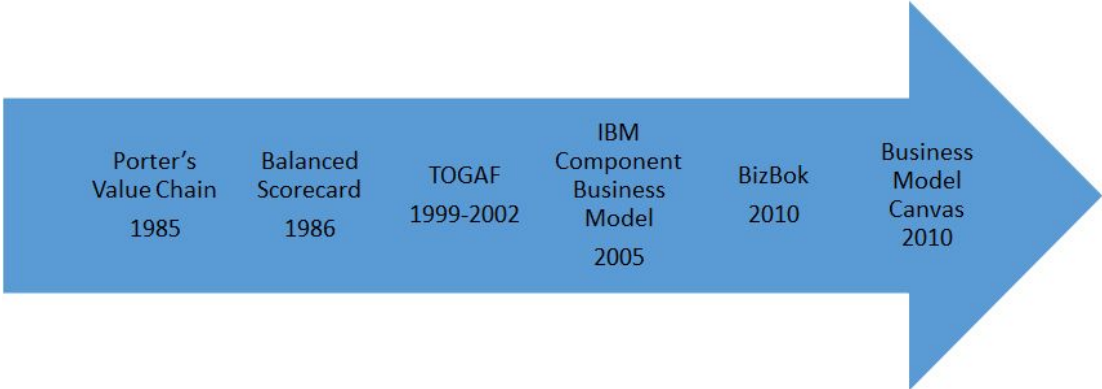 Porter's
Value Chain
1985
Balanced
Scorecard
1986
TOGAF
1999-2002
IBM
Component
Business
Model
2005
BizBok
2010
Business
Model
Canvas
2010